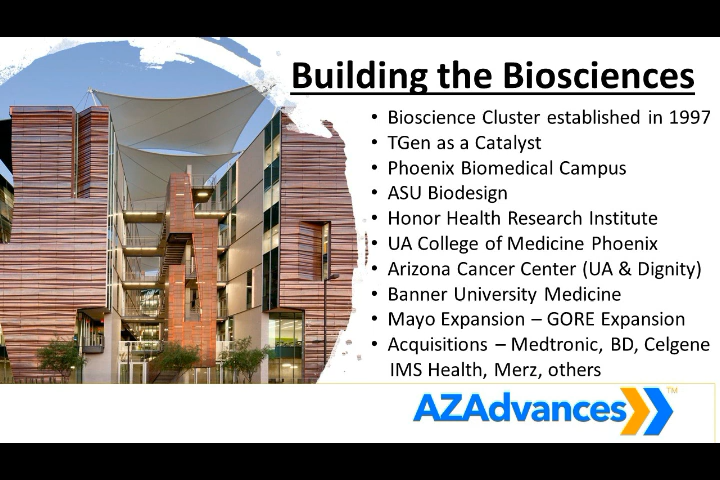 Building the Biosciences
• Bioscience Cluster established in 1997
• TGen as a Catalyst
• Phoenix Biomedical Campus
• ASU Biodesign
• Honor Health Research Institute
• UA College of Medicine Phoenix
• Arizona Cancer Center (UA & Dignity)
• Banner University Medicine
• Mayo Expansion – GORE Expansion
• Acquisitions – Medtronic, BD, Celgene
IMS Health, Merz, others
AZAdvances™